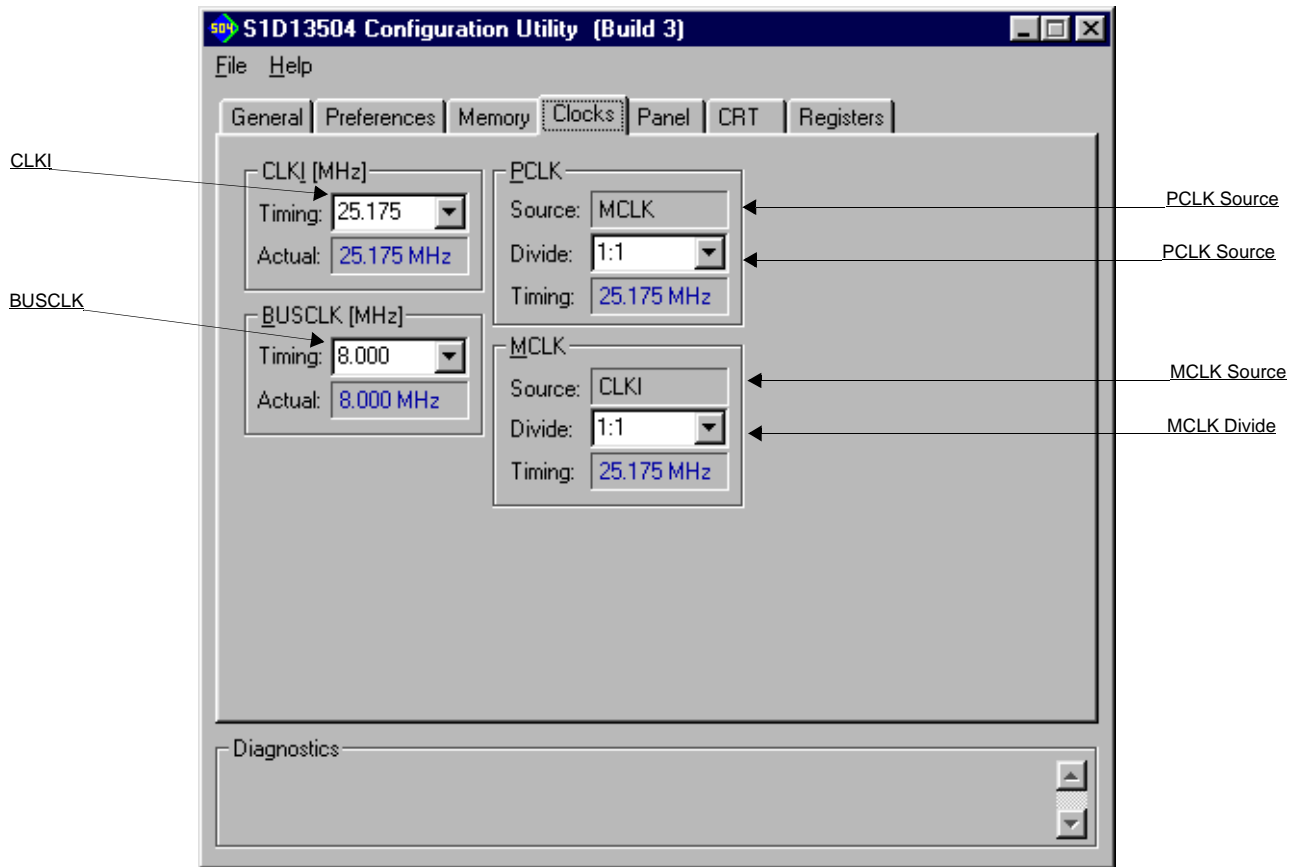 504 S1D13504 Configuration Utility (Build 3)
File Help
General Preferences Memory Clocks Panel CRT Registers
CLKI
CLKI [MHz]
Timing: 25.175
Actual: 25.175 MHz
BUSCLK
BUSCLK [MHz]
Timing: 8.000
Actual: 8.000 MHz
PCLK
Source: MCLK
Divide: 1:1
Timing: 25.175 MHz
PCLK Source
PCLK Source
MCLK
Source: CLKI
Divide: 1:1
Timing: 25.175 MHz
MCLK Source
MCLK Divide
Diagnostics